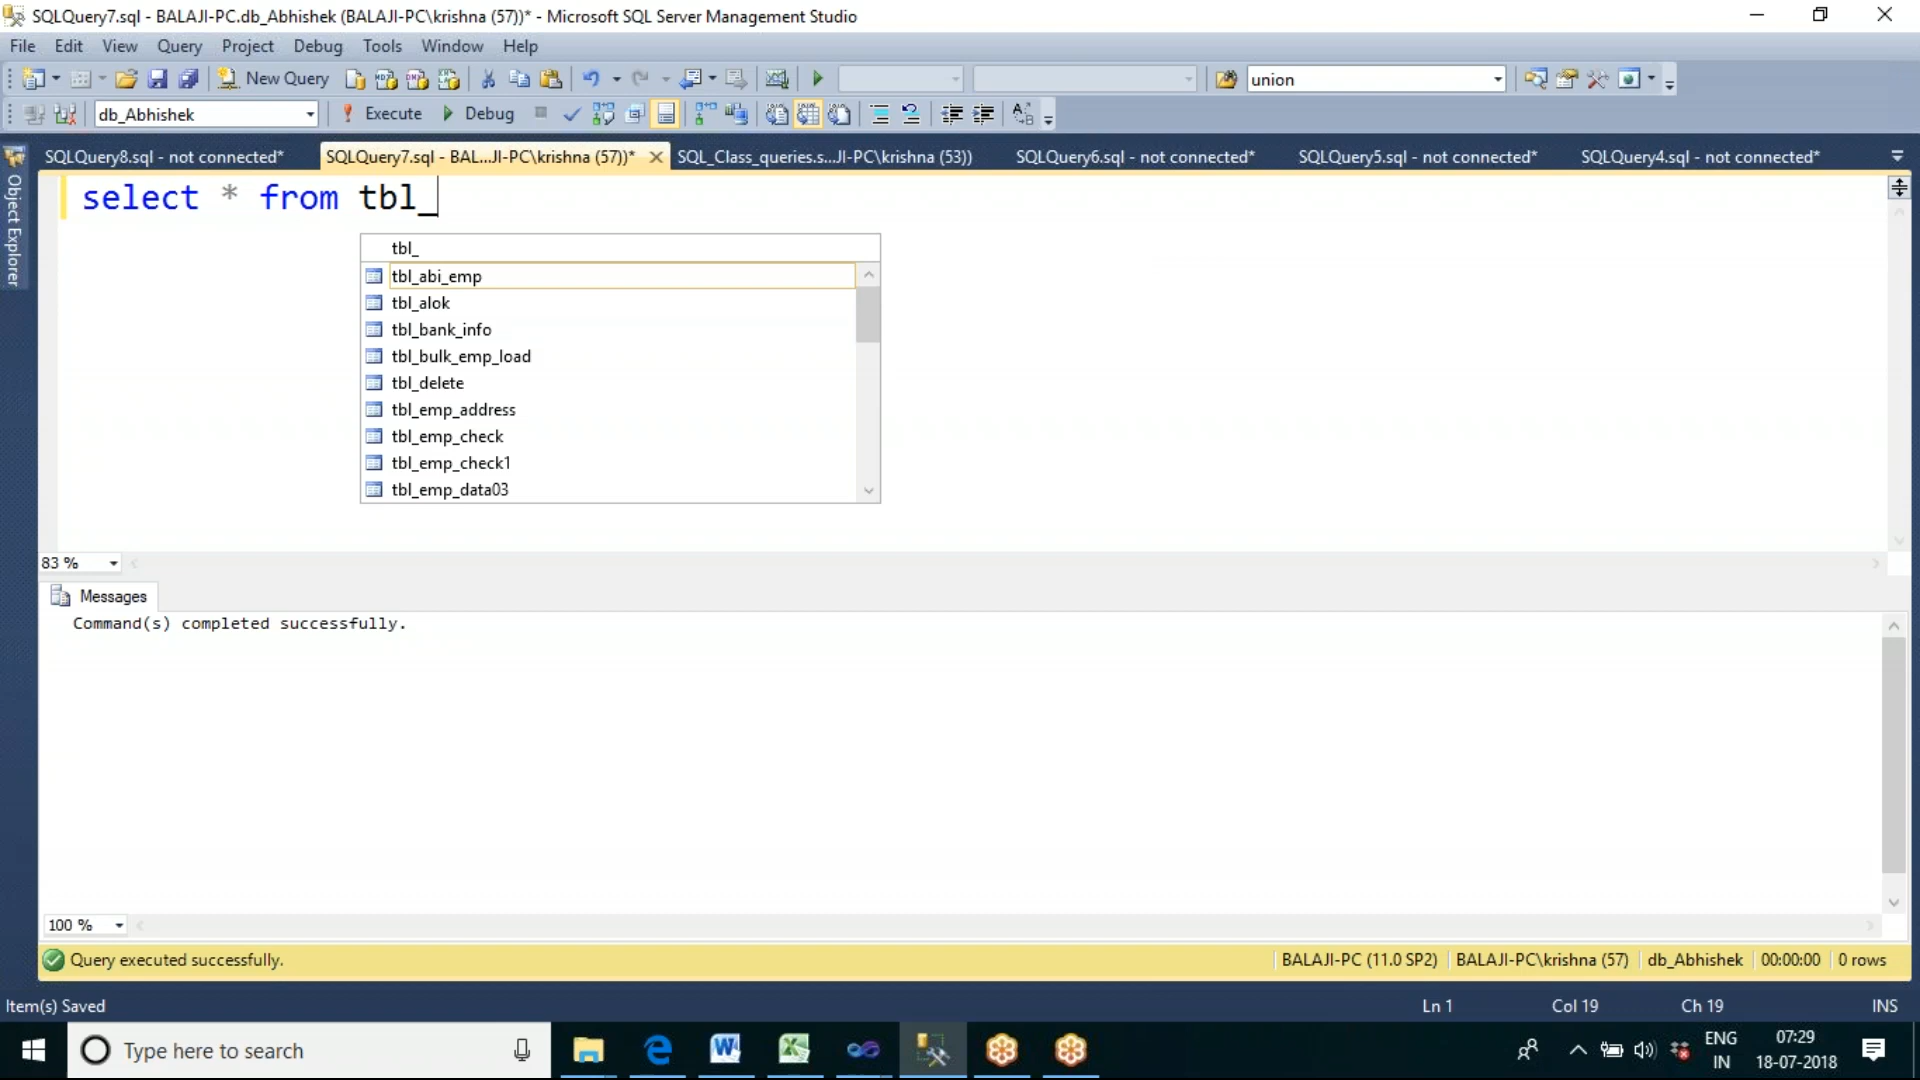 SQLQuery7.sql - BALAJI-PC.db_Abhishek (BALAJI-PC\krishna (57))* - Microsoft SQL Server Management Studio
File Edit View Query Project Debug Tools Window Help
New Query union
db_Abhishek Execute Debug
SQLQuery8.sql - not connected* SQLQuery7.sql - BAL...JI-PC\krishna (57))* SQL_Class_queries.s...JI-PC\krishna (53)) SQLQuery6.sql - not connected* SQLQuery5.sql - not connected* SQLQuery4.sql - not connected*
Object Explorer
select * from tbl_
tbl_
tbl_abi_emp
tbl_alok
tbl_bank_info
tbl_bulk_emp_load
tbl_delete
tbl_emp_address
tbl_emp_check
tbl_emp_check1
tbl_emp_data03
83 %
Messages
Command(s) completed successfully.
100 %
Query executed successfully. BALAJI-PC (11.0 SP2) BALAJI-PC\krishna (57) db_Abhishek 00:00:00 0 rows
Item(s) Saved Ln 1 Col 19 Ch 19 INS
Type here to search
ENG 07:29
IN 18-07-2018